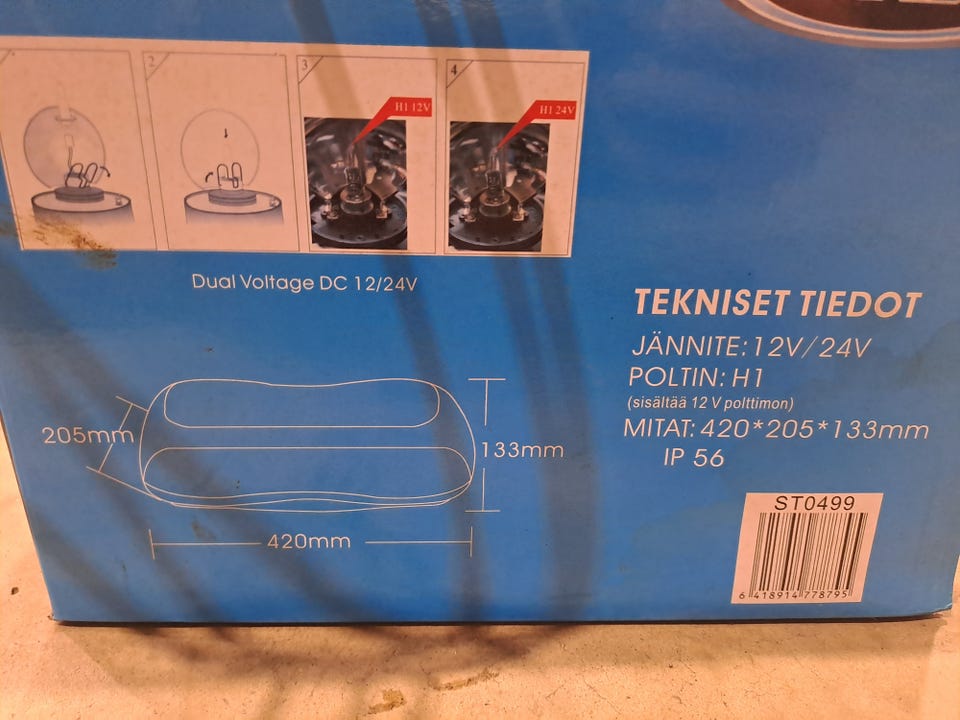 2
3
4
H1 12V
H1 24V
Dual Voltage DC 12/24V
TEKNISET TIEDOT
JÄNNITE: 12V/24V
POLTIN: H1
(sisältää 12 V polttimon)
MITAT: 420*205*133mm
IP 56
205mm
133mm
420mm
ST0499
6 418914 778795